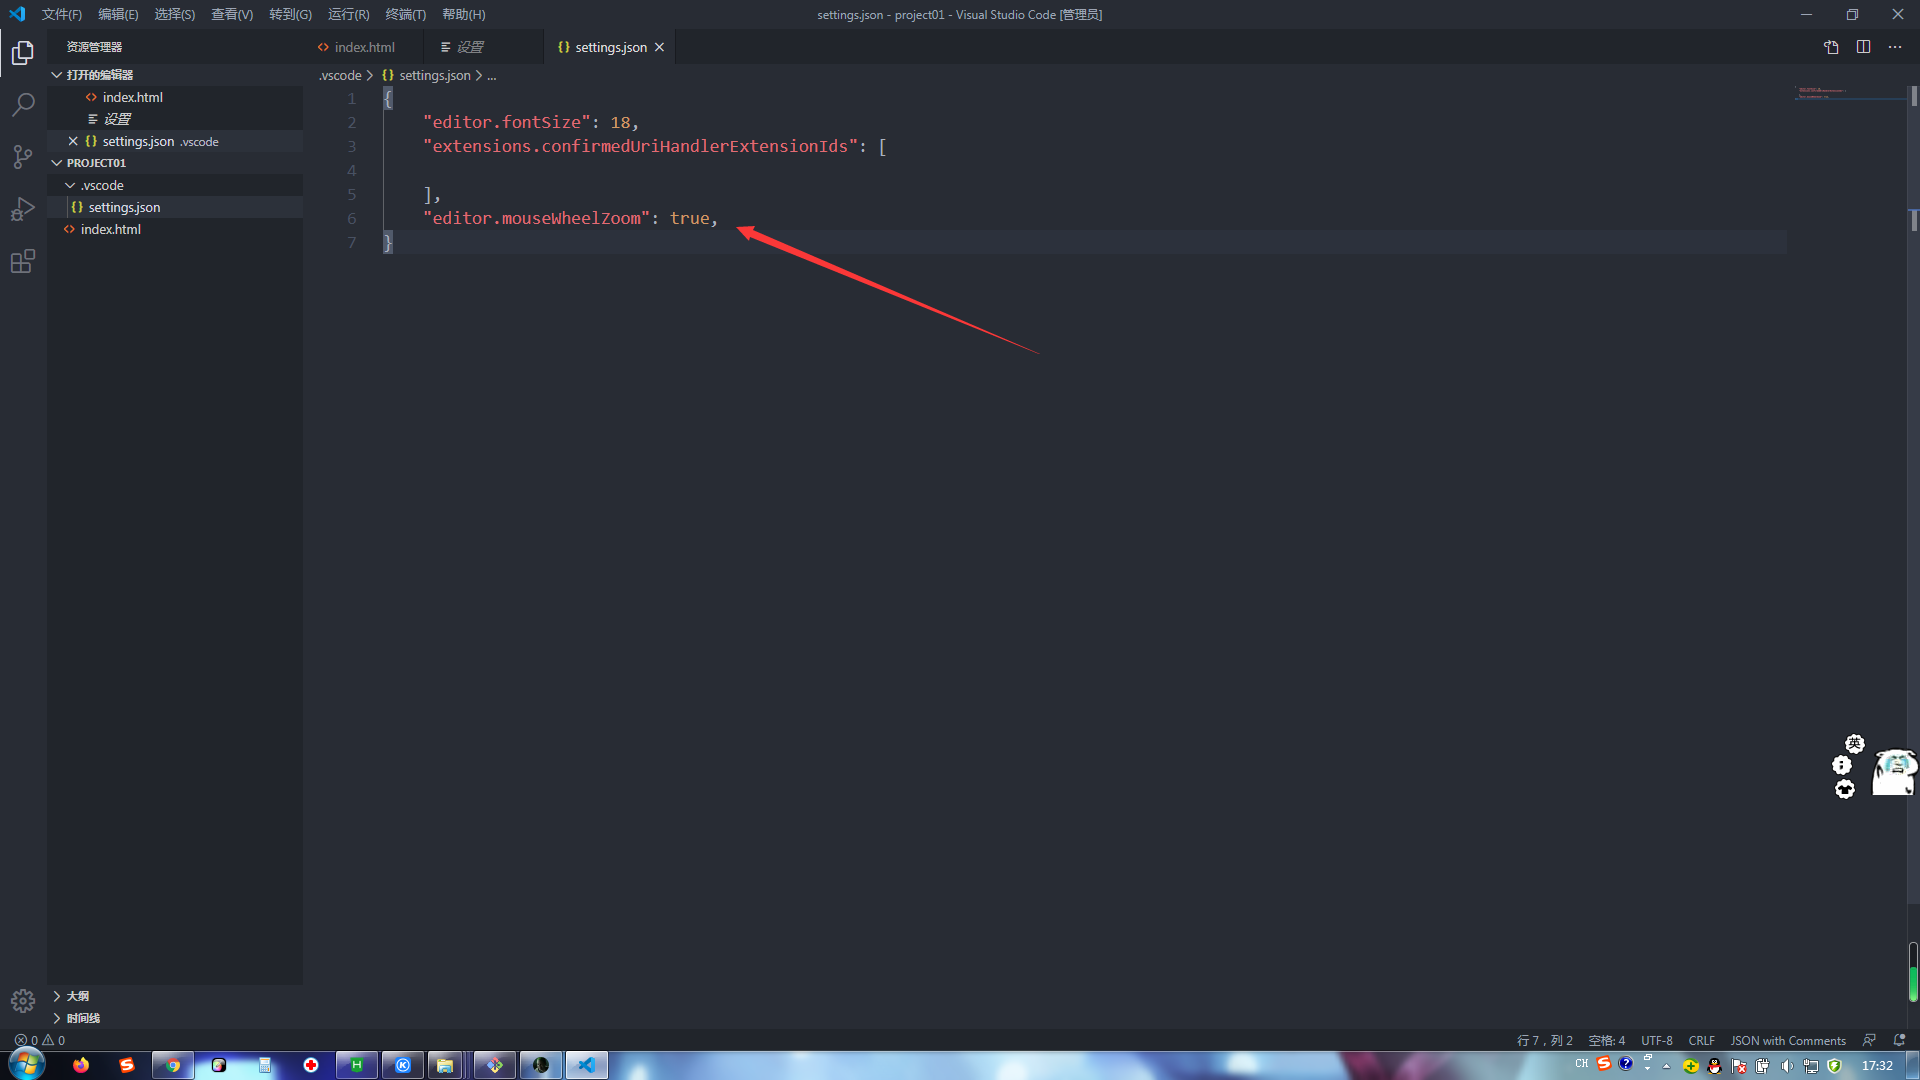 文件(F) 编辑(E) 选择(S) 查看(V) 转到(G) 运行(R) 终端(T) 帮助(H)
settings.json - project01 - Visual Studio Code [管理员]
资源管理器
index.html 设置 settings.json
打开的编辑器
index.html
设置
settings.json .vscode
PROJECT01
.vscode
settings.json
index.html
.vscode > {} settings.json > ...
1 {
2 "editor.fontSize": 18,
3 "extensions.confirmedUriHandlerExtensionIds": [
4
5 ],
6 "editor.mouseWheelZoom": true,
7 }
英
大纲
时间线
0 0
行 7，列 2 空格: 4 UTF-8 CRLF JSON with Comments
CH
17:32